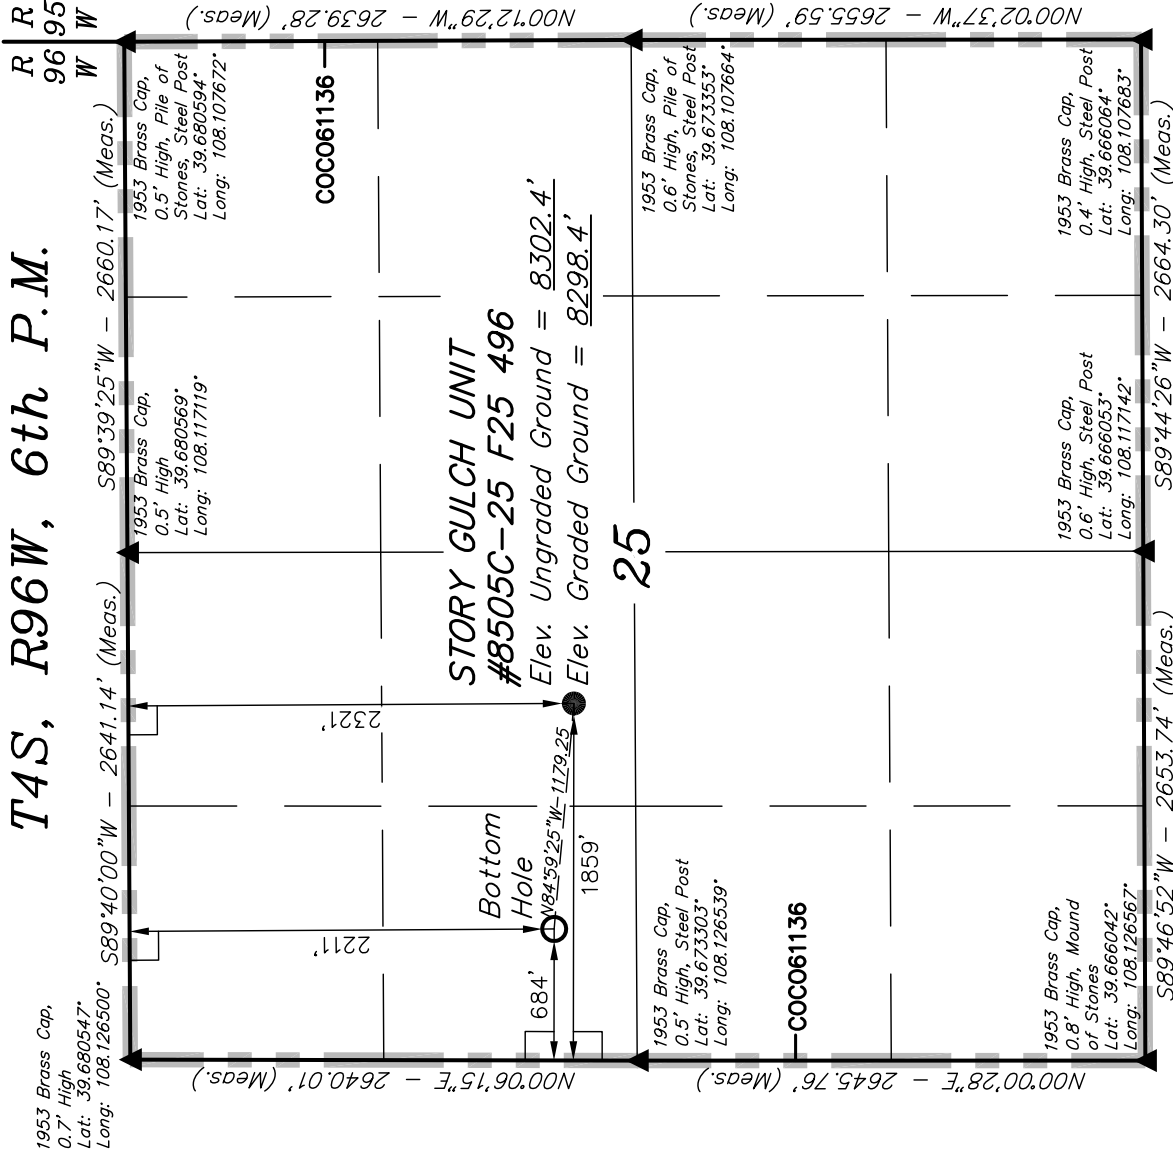 T4S, R96W, 6th P.M.
R R
96 95
W W
1953 Brass Cap,
0.7' High
Lat: 39.680547°
Long: 108.126500°
S89°40'00"W - 2641.14' (Meas.)
1953 Brass Cap,
0.5' High
Lat: 39.680569°
Long: 108.117119°
S89°39'25"W - 2660.17' (Meas.)
1953 Brass Cap,
0.5' High, Pile of
Stones, Steel Post
Lat: 39.680594°
Long: 108.107672°
N00°12'29"W - 2639.28' (Meas.)
COC061136
2211'
2321'
STORY GULCH UNIT
#8505C-25 F25 496
Elev. Ungraded Ground = 8302.4'
Elev. Graded Ground = 8298.4'
Bottom
Hole
N84°59'25"W-1179.25'
684'
1859'
N00°06'15"E - 2640.01' (Meas.)
25
1953 Brass Cap,
0.5' High, Steel Post
Lat: 39.673303°
Long: 108.126539°
1953 Brass Cap,
0.6' High, Pile of
Stones, Steel Post
Lat: 39.673353°
Long: 108.107664°
N00°02'37"W - 2655.59' (Meas.)
COC061136
N00°00'28"E - 2645.76' (Meas.)
1953 Brass Cap,
0.8' High, Mound
of Stones
Lat: 39.666042°
Long: 108.126567°
1953 Brass Cap,
0.6' High, Steel Post
Lat: 39.666053°
Long: 108.117142°
1953 Brass Cap,
0.4' High, Steel Post
Lat: 39.666064°
Long: 108.107683°
S89°46'52"W - 2653.74' (Meas.)
S89°44'26"W - 2664.30' (Meas.)